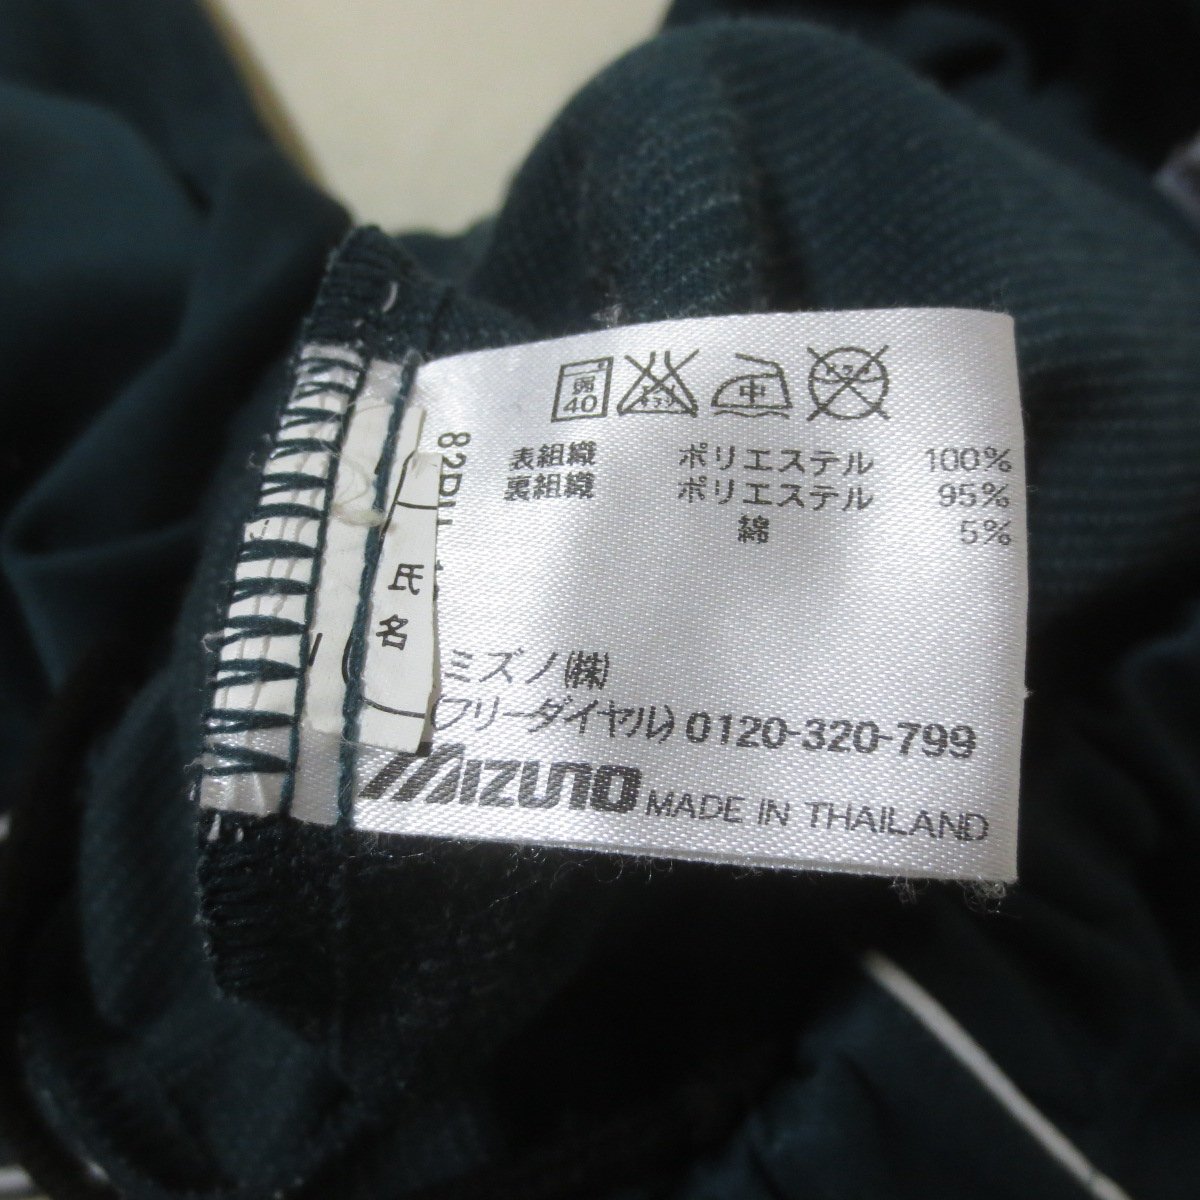 40 中
表組織 ポリエステル 100%
裏組織 ポリエステル 95%
綿 5%
氏名
ミズノ(株)
(フリーダイヤル) 0120-320-799
MIZUNO MADE IN THAILAND